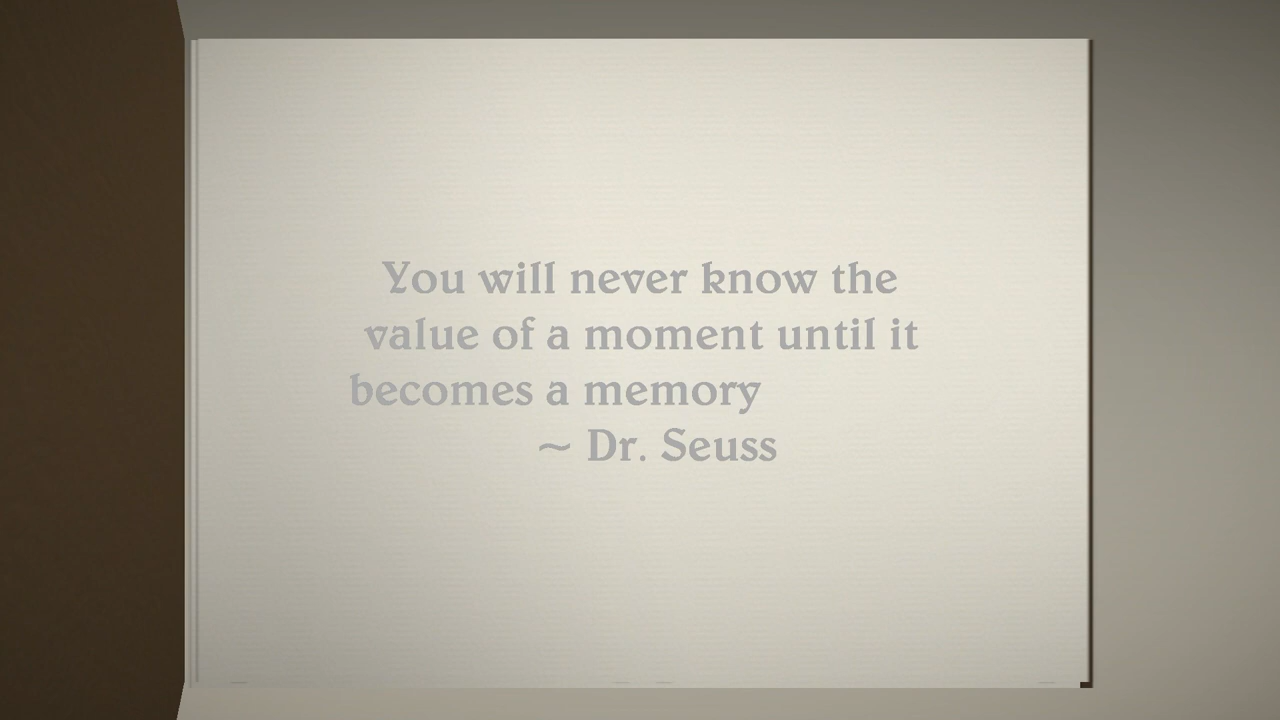 You will never know the
value of a moment until it
becomes a memory
~ Dr. Seuss